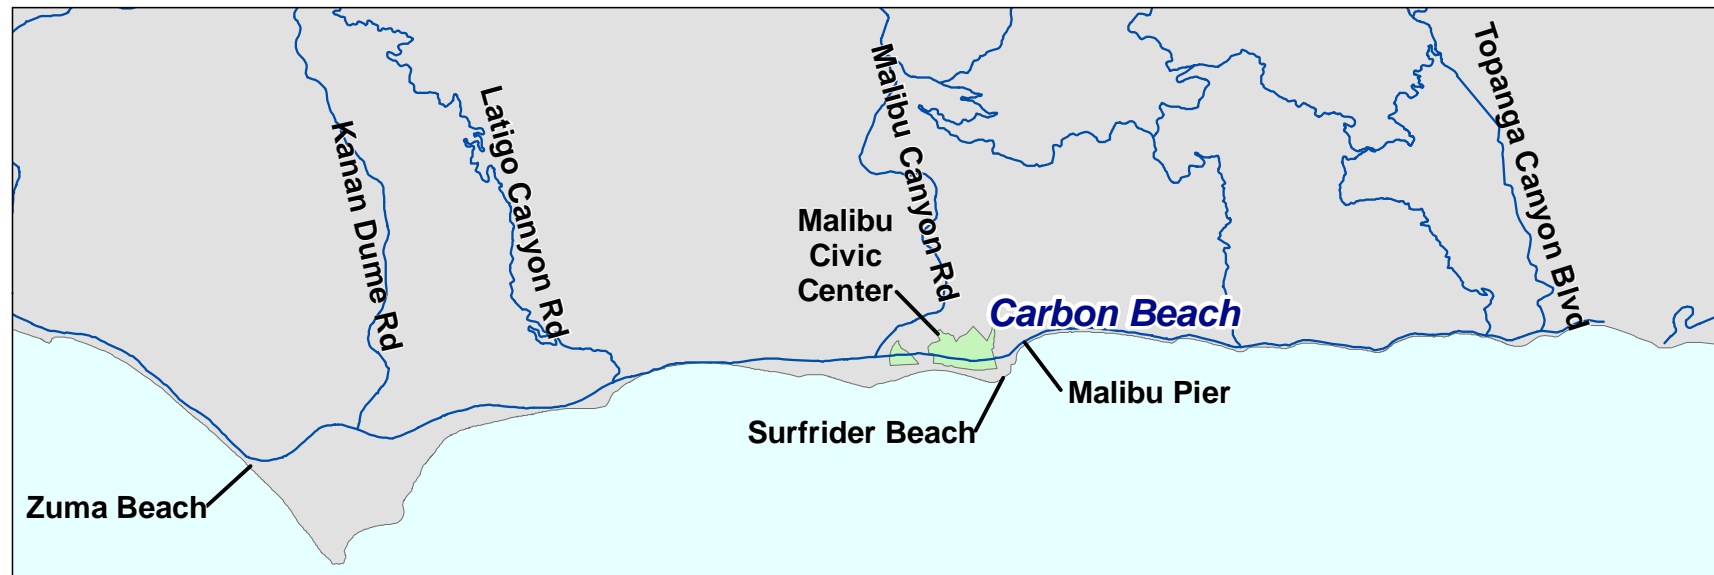 Kanan Dume Rd
Latigo Canyon Rd
Malibu Canyon Rd
Topanga Canyon Blvd
Malibu
Civic
Center
Carbon Beach
Malibu Pier
Surfrider Beach
Zuma Beach